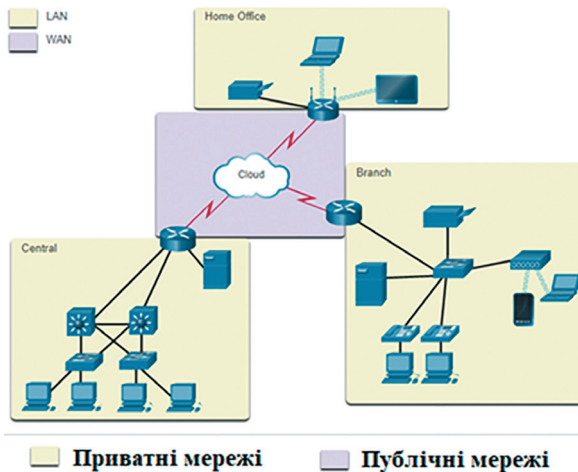 LAN
WAN
Home Office
Cloud
Branch
Central
Приватні мережі
Публічні мережі